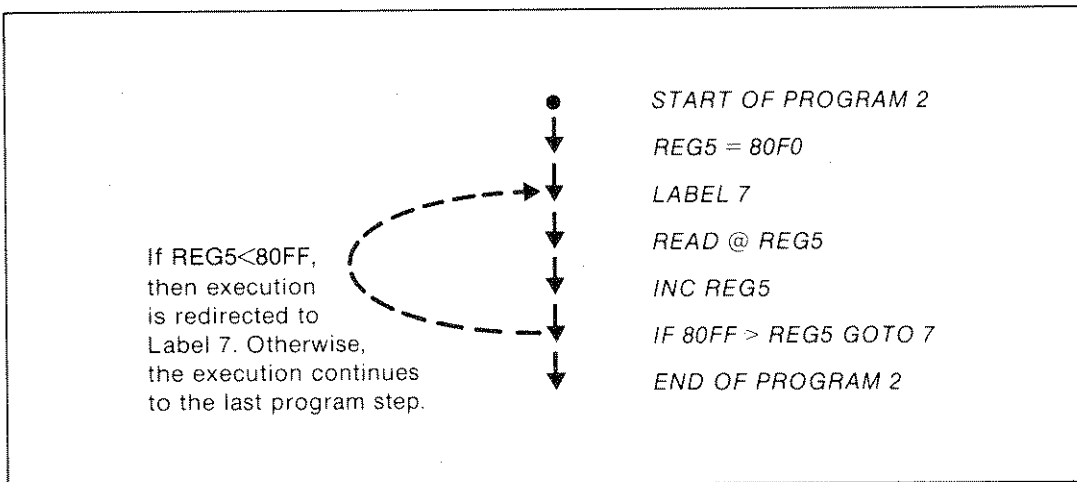 START OF PROGRAM 2
REG5 = 80F0
LABEL 7
READ @ REG5
INC REG5
IF 80FF > REG5 GOTO 7
END OF PROGRAM 2
If REG5<80FF,
then execution
is redirected to
Label 7. Otherwise,
the execution continues
to the last program step.